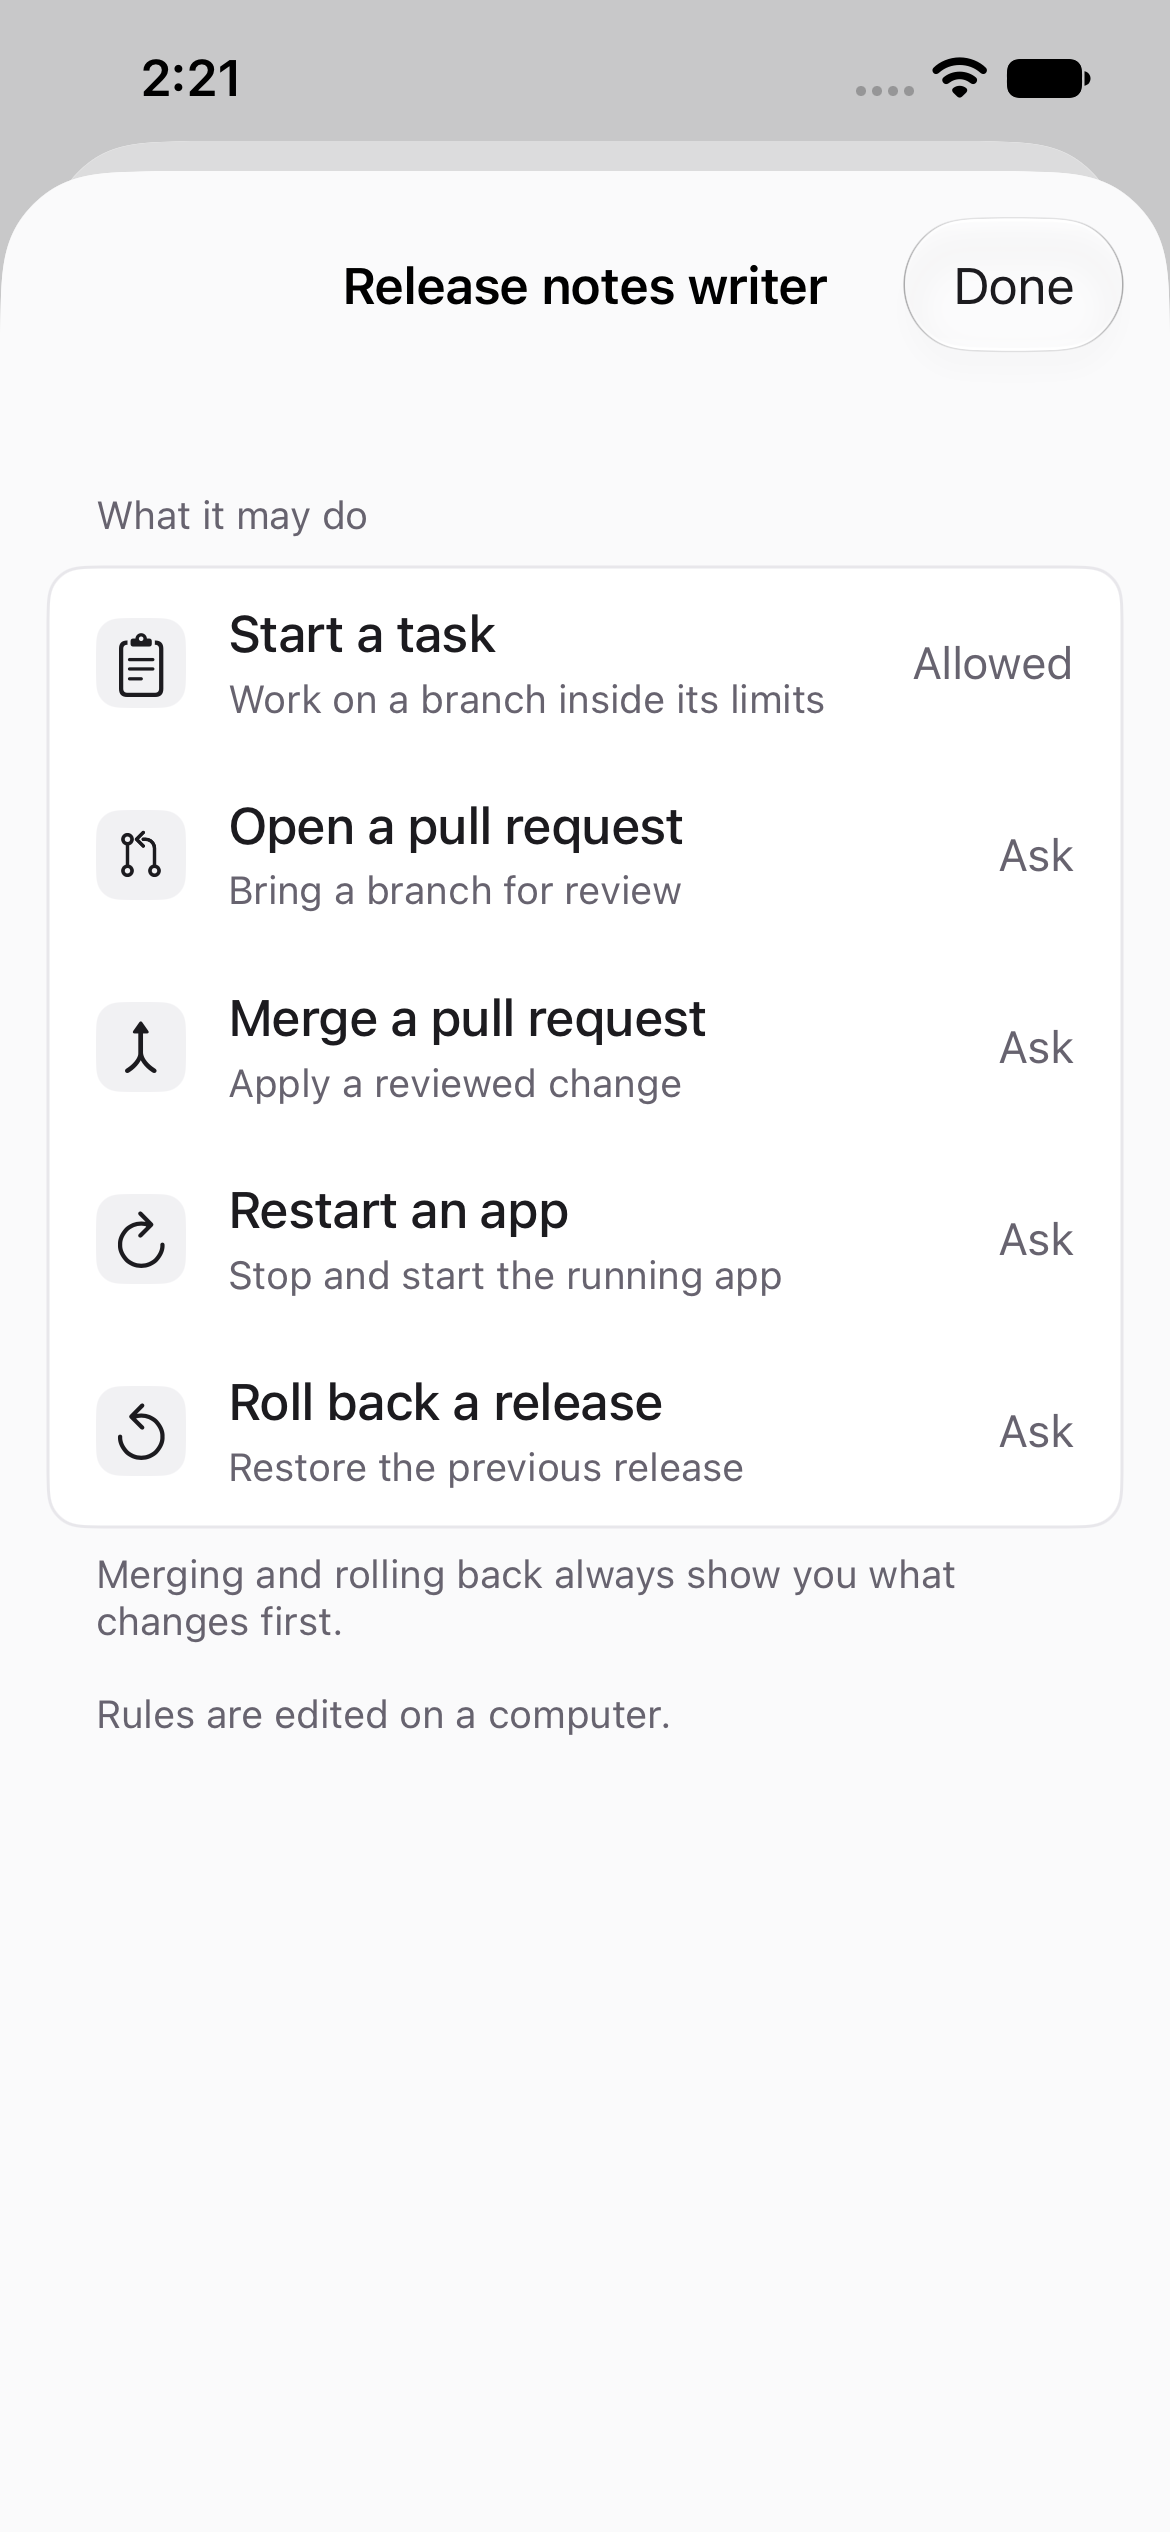 2:21
Release notes writer
Done
What it may do
Start a task
Work on a branch inside its limits
Allowed
Open a pull request
Bring a branch for review
Ask
Merge a pull request
Apply a reviewed change
Ask
Restart an app
Stop and start the running app
Ask
Roll back a release
Restore the previous release
Ask
Merging and rolling back always show you what
changes first.
Rules are edited on a computer.